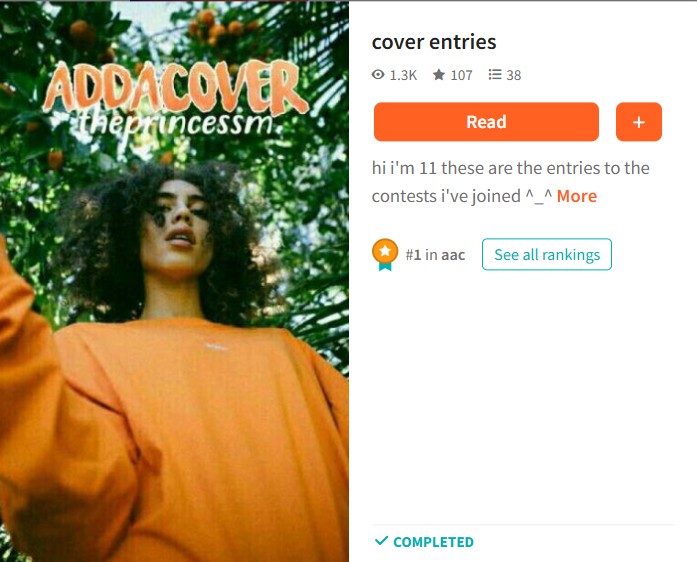 ADDACOVER
theprincessm.
cover entries
1.3K 107 38
Read
+
hi i'm 11 these are the entries to the
contests i've joined ^_^ More
#1 in aac See all rankings
COMPLETED